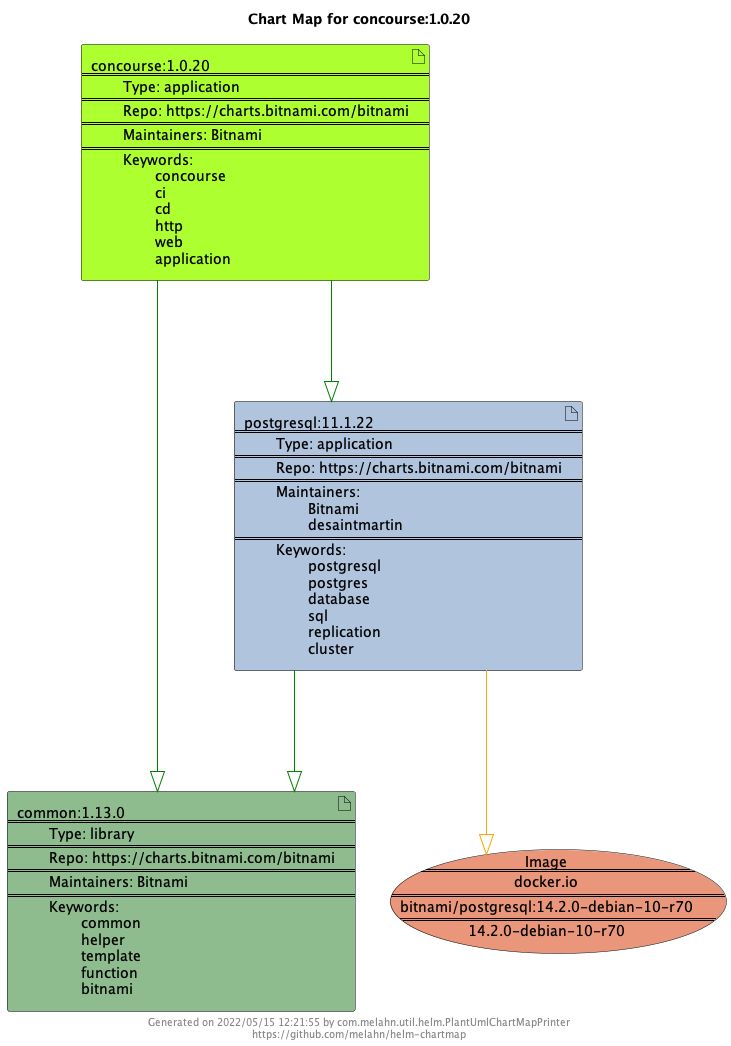 Chart Map for concourse:1.0.20
concourse:1.0.20
Type: application
Repo: https://charts.bitnami.com/bitnami
Maintainers: Bitnami
Keywords:
concourse
ci
cd
http
web
application
postgresql:11.1.22
Type: application
Repo: https://charts.bitnami.com/bitnami
Maintainers:
Bitnami
desaintmartin
Keywords:
postgresql
postgres
database
sql
replication
cluster
common:1.13.0
Type: library
Repo: https://charts.bitnami.com/bitnami
Maintainers: Bitnami
Keywords:
common
helper
template
function
bitnami
Image
docker.io
bitnami/postgresql:14.2.0-debian-10-r70
14.2.0-debian-10-r70
Generated on 2022/05/15 12:21:55 by com.melahn.util.helm.PlantUmlChartMapPrinter
https://github.com/melahn/helm-chartmap